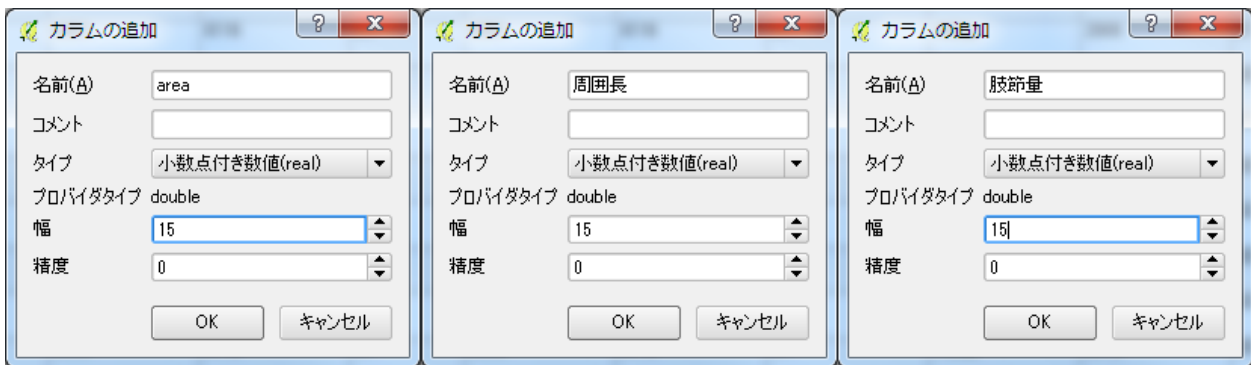 カラムの追加
名前(A) area
コメント
タイプ 小数点付き数値(real)
プロバイダタイプ double
幅 15
精度 0
OK キャンセル
カラムの追加
名前(A) 周囲長
コメント
タイプ 小数点付き数値(real)
プロバイダタイプ double
幅 15
精度 0
OK キャンセル
カラムの追加
名前(A) 肢節量
コメント
タイプ 小数点付き数値(real)
プロバイダタイプ double
幅 15
精度 0
OK キャンセル